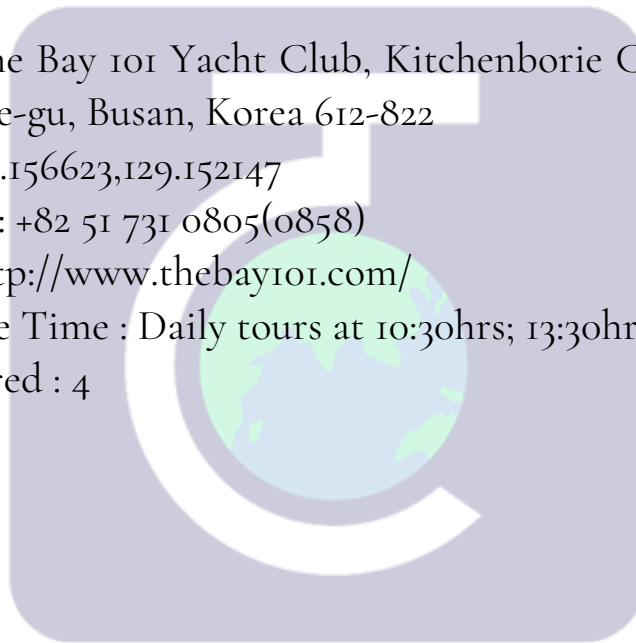 ne Bay 101 Yacht Club, Kitchenborie C
e-gu, Busan, Korea 612-822
.156623,129.152147
: +82 51 731 0805(0858)
tp://www.thebay101.com/
e Time : Daily tours at 10:30hrs; 13:30hr
red : 4